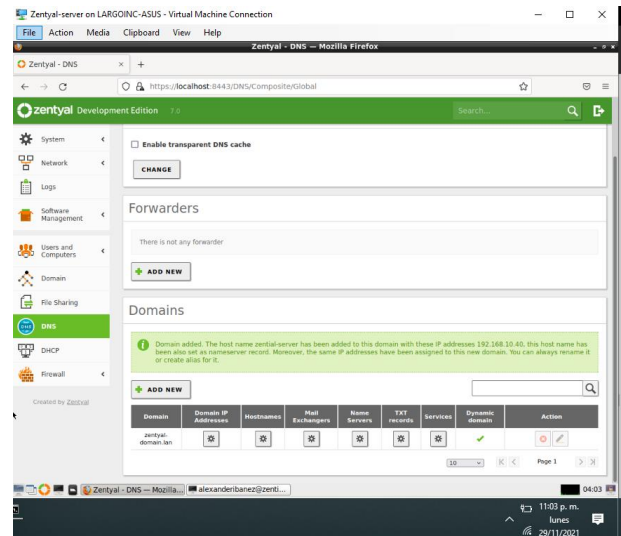 Zentyal-server on LARGOINC-ASUS - Virtual Machine Connection
File Action Media Clipboard View Help
Zentyal - DNS — Mozilla Firefox
Zentyal - DNS
https://localhost:8443/DNS/Composite/Global
zentyal Development Edition 7.0
Search...
System
Network
Logs
Software
Management
Users and
Computers
Domain
File Sharing
DNS
DHCP
Firewall
Created by Zentyal
Enable transparent DNS cache
CHANGE
Forwarders
There is not any forwarder
ADD NEW
Domains
Domain added. The host name zential-server has been added to this domain with these IP addresses 192.168.10.40, this host name has
been also set as nameserver record. Moreover, the same IP addresses have been assigned to this new domain. You can always rename it
or create alias for it.
ADD NEW
Domain Domain IP Addresses Hostnames Mail Exchangers Name Servers TXT records Services Dynamic domain Action
zentyal-
domain.lan
10 Page 1
Zentyal - DNS — Mozilla... alexanderibanez@zenti... 04:03
11:03 p. m.
lunes
29/11/2021